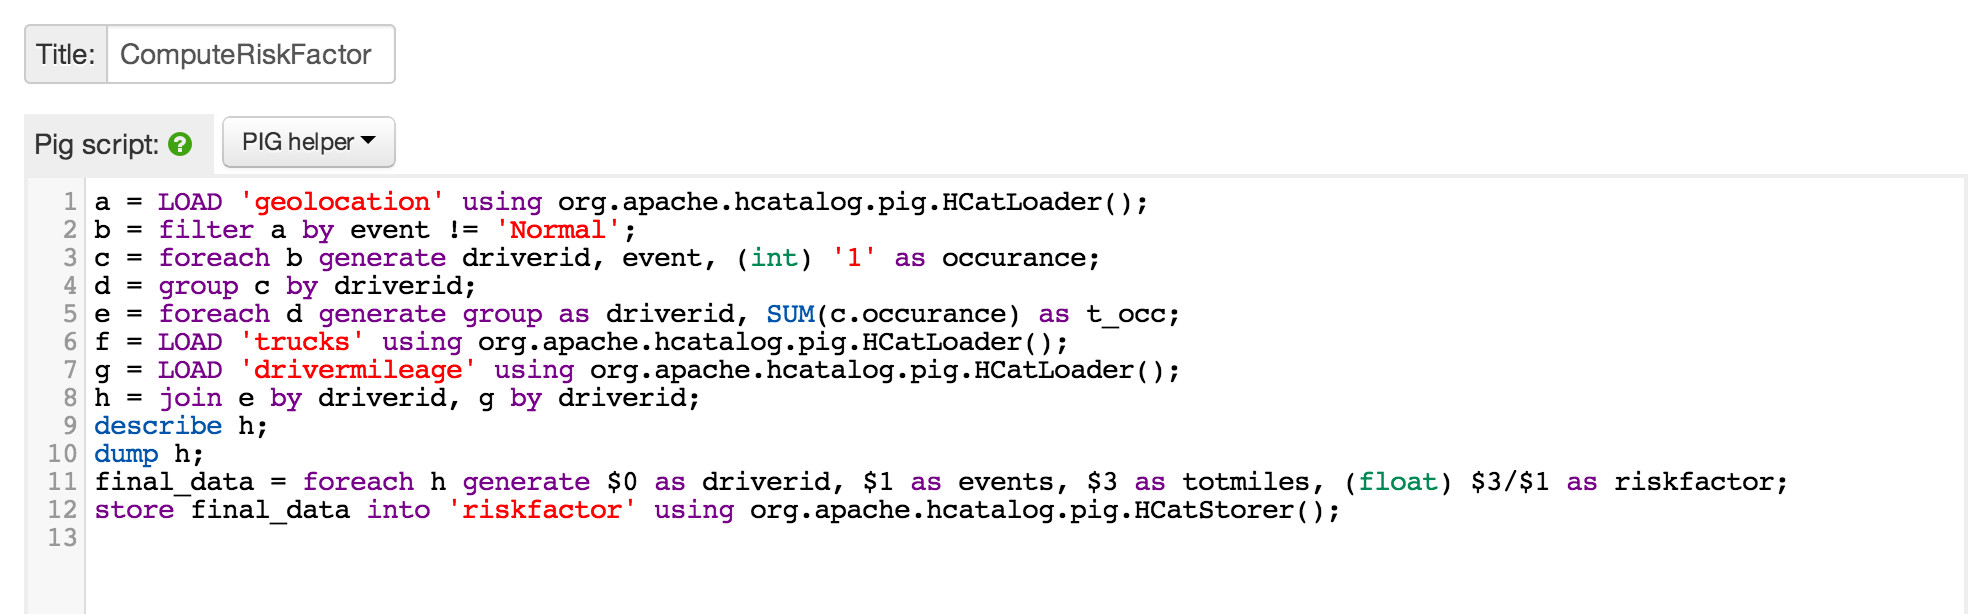 Title: ComputeRiskFactor
Pig script: ? PIG helper
1 a = LOAD 'geolocation' using org.apache.hcatalog.pig.HCatLoader();
2 b = filter a by event != 'Normal';
3 c = foreach b generate driverid, event, (int) '1' as occurance;
4 d = group c by driverid;
5 e = foreach d generate group as driverid, SUM(c.occurance) as t_occ;
6 f = LOAD 'trucks' using org.apache.hcatalog.pig.HCatLoader();
7 g = LOAD 'drivermileage' using org.apache.hcatalog.pig.HCatLoader();
8 h = join e by driverid, g by driverid;
9 describe h;
10 dump h;
11 final_data = foreach h generate $0 as driverid, $1 as events, $3 as totmiles, (float) $3/$1 as riskfactor;
12 store final_data into 'riskfactor' using org.apache.hcatalog.pig.HCatStorer();
13